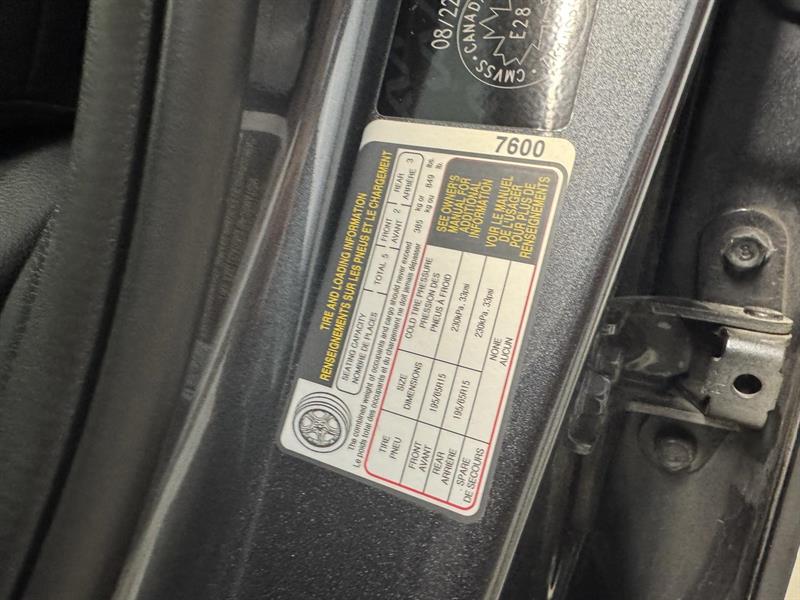 08/22
CMVSS. CANAD
E28
7600
TIRE AND LOADING INFORMATION
RENSEIGNEMENTS SUR LES PNEUS ET LE CHARGEMENT
SEATING CAPACITY TOTAL 5 FRONT 2 REAR 3
NOMBRE DE PLACES AVANT ARRIÈRE
The combined weight of occupants and cargo should never exceed 385 kg or 849 lbs.
Le poids total des occupants et du chargement ne doit jamais dépasser kg ou lb.
TIRE SIZE COLD TIRE PRESSURE
PNEU DIMENSIONS PRESSION DES
PNEUS À FROID
FRONT 195/65R15 230kPa, 33psi
AVANT
REAR 195/65R15 230kPa, 33psi
ARRIÈRE
SPARE NONE
DE SECOURS AUCUN
SEE OWNER'S
MANUAL FOR
ADDITIONAL
INFORMATION
VOIR LE MANUEL
DE L'USAGER
POUR PLUS DE
RENSEIGNEMENTS